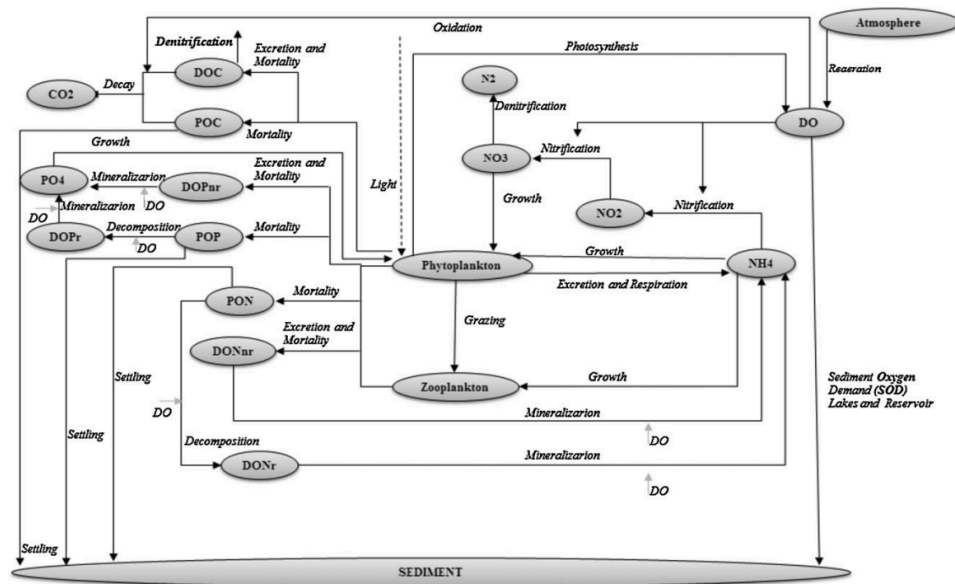 Oxidation
Atmosphere
Denitrification
Excretion and
Mortality
Photosynthesis
DOC
N2
Reaeration
CO2
Decay
Denitrification
POC
Mortality
DO
Growth
Nitrification
NO3
PO4
Mineralizarion
DOPnr
Excretion and
Mortality
Light
Growth
DO
Mineralizarion
DO
NO2
Nitrification
DOPr
Decomposition
POP
Mortality
DO
Phytoplankton
Growth
NH4
Excretion and Respiration
PON
Mortality
Grazing
Excretion and
Mortality
DONnr
Settling
Zooplankton
Growth
Sediment Oxygen
Demand (SOD)
Lakes and Reservoir
DO
Mineralizarion
Settling
Decomposition
DO
DONr
Mineralizarion
DO
Settling
SEDIMENT